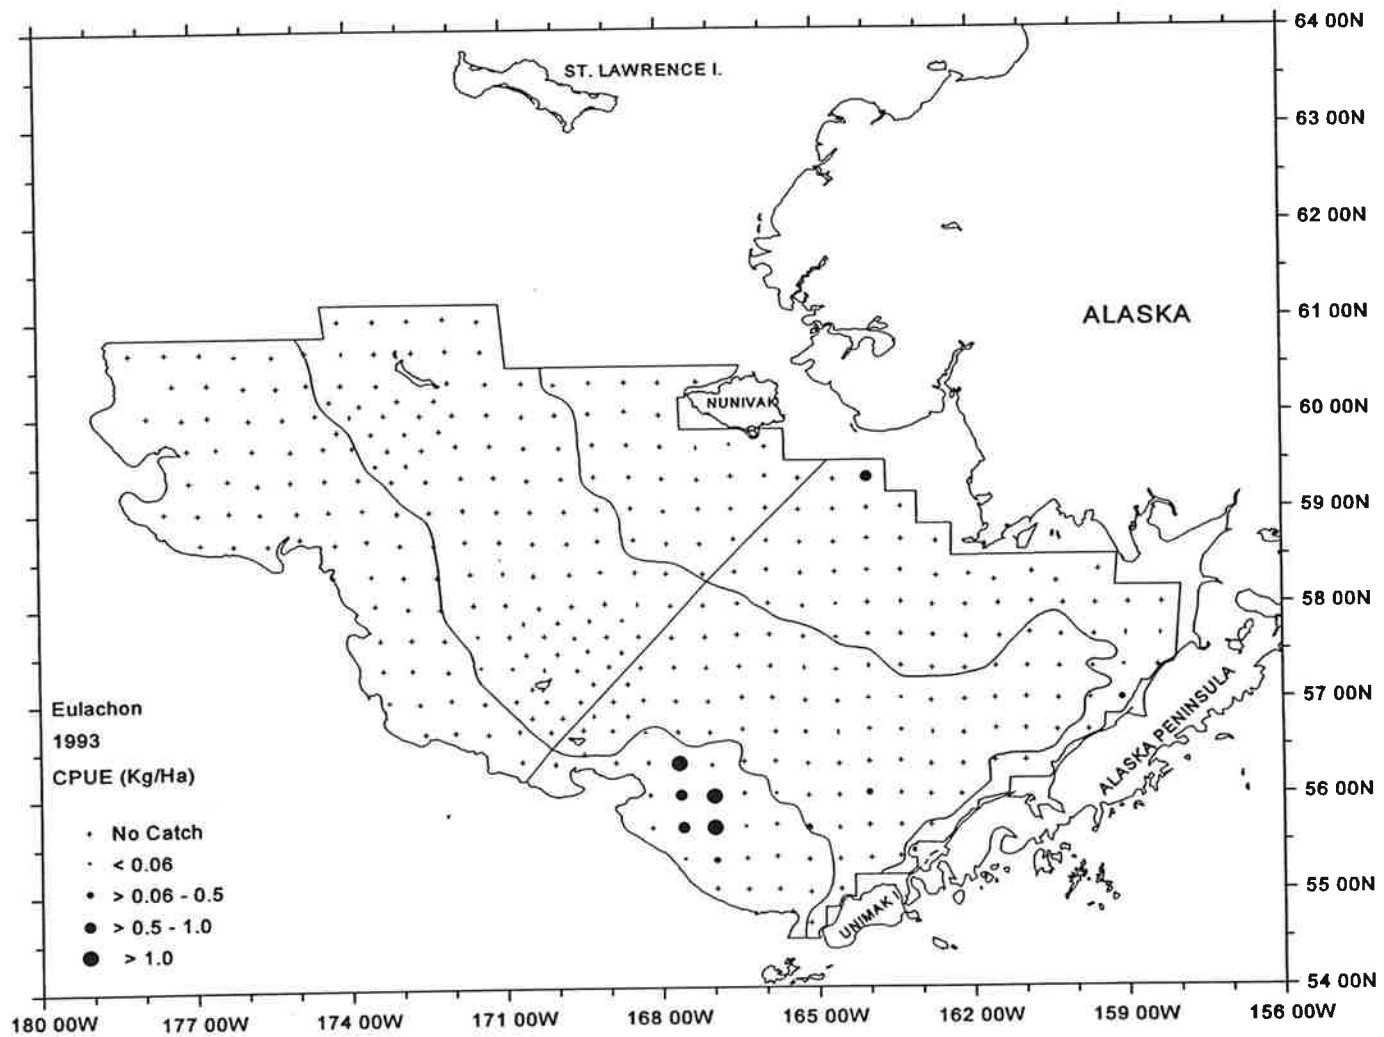 64 00N
ST. LAWRENCE I.
63 00N
62 00N
ALASKA
61 00N
NUNIVAK
60 00N
59 00N
58 00N
57 00N
ALASKA PENINSULA
56 00N
UNIMAK I
55 00N
54 00N
Eulachon
1993
CPUE (Kg/Ha)
No Catch
< 0.06
> 0.06 - 0.5
> 0.5 - 1.0
> 1.0
180 00W 177 00W 174 00W 171 00W 168 00W 165 00W 162 00W 159 00W 156 00W